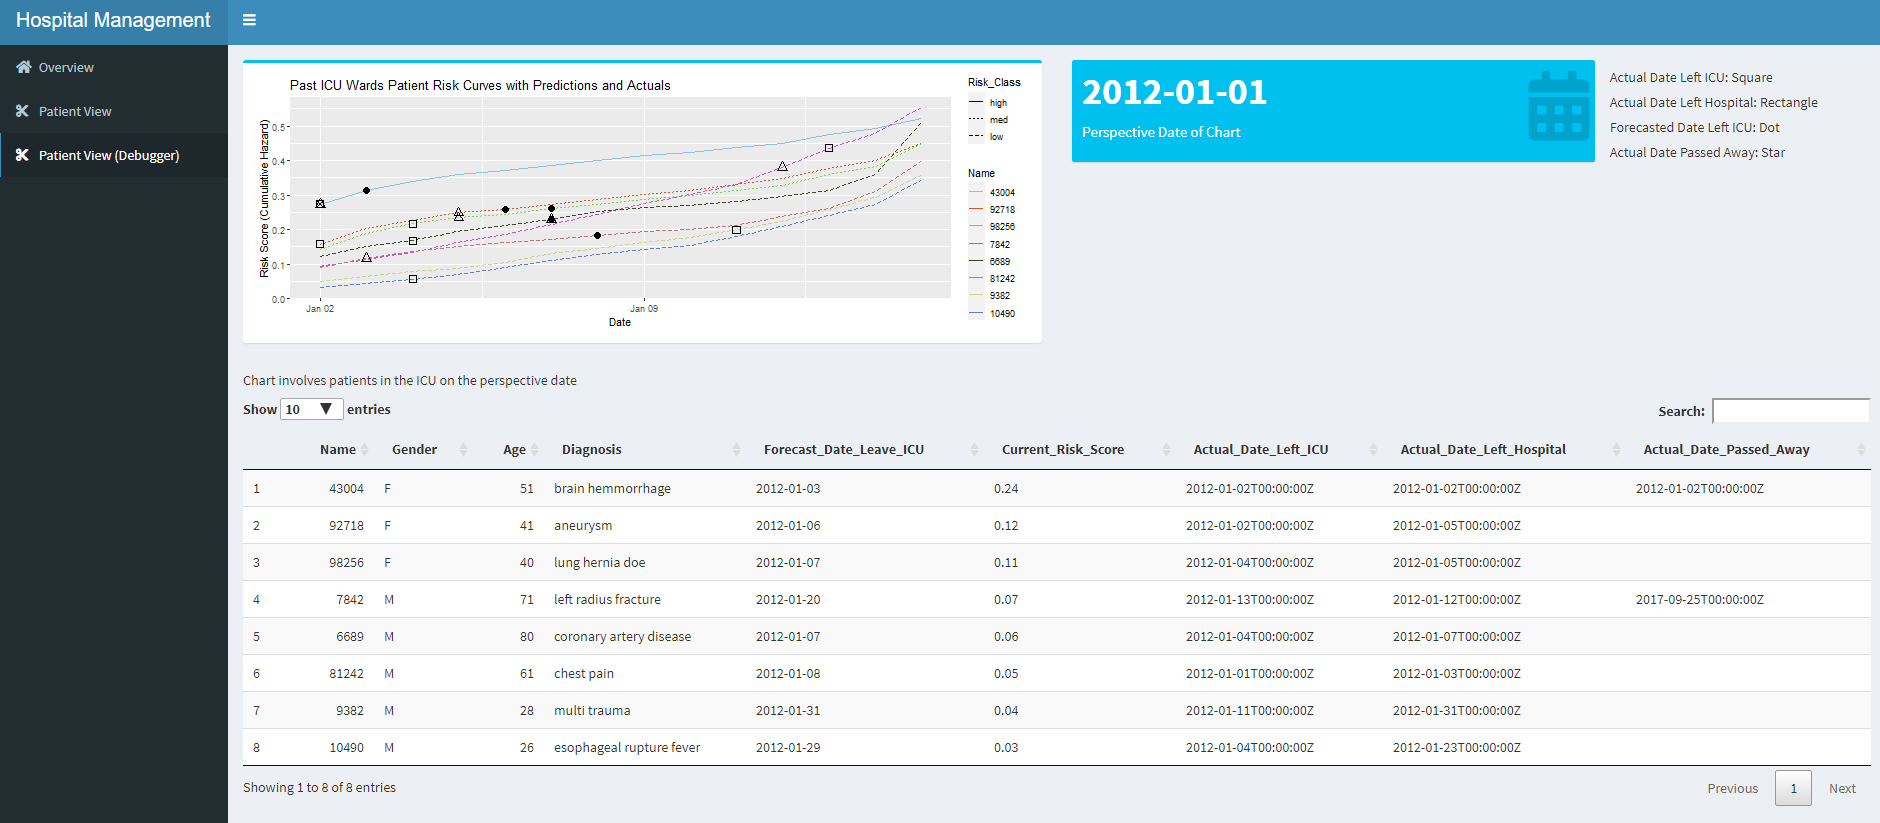 Hospital Management
Overview
Patient View
Patient View (Debugger)
Past ICU Wards Patient Risk Curves with Predictions and Actuals
Risk Score (Cumulative Hazard)
0.5
0.4
0.3
0.2
0.1
0.0
Jan 02 Jan 09
Date
Risk_Class
high
med
low
Name
43004
92718
98256
7842
6689
81242
9382
10490
2012-01-01
Perspective Date of Chart
Actual Date Left ICU: Square
Actual Date Left Hospital: Rectangle
Forecasted Date Left ICU: Dot
Actual Date Passed Away: Star
Chart involves patients in the ICU on the perspective date
Show 10 entries Search:
Name Gender Age Diagnosis Forecast_Date_Leave_ICU Current_Risk_Score Actual_Date_Left_ICU Actual_Date_Left_Hospital Actual_Date_Passed_Away
1 43004 F 51 brain hemmorrhage 2012-01-03 0.24 2012-01-02T00:00:00Z 2012-01-02T00:00:00Z 2012-01-02T00:00:00Z
2 92718 F 41 aneurysm 2012-01-06 0.12 2012-01-02T00:00:00Z 2012-01-05T00:00:00Z
3 98256 F 40 lung hernia doe 2012-01-07 0.11 2012-01-04T00:00:00Z 2012-01-05T00:00:00Z
4 7842 M 71 left radius fracture 2012-01-20 0.07 2012-01-13T00:00:00Z 2012-01-12T00:00:00Z 2017-09-25T00:00:00Z
5 6689 M 80 coronary artery disease 2012-01-07 0.06 2012-01-04T00:00:00Z 2012-01-07T00:00:00Z
6 81242 M 61 chest pain 2012-01-08 0.05 2012-01-01T00:00:00Z 2012-01-03T00:00:00Z
7 9382 M 28 multi trauma 2012-01-31 0.04 2012-01-11T00:00:00Z 2012-01-31T00:00:00Z
8 10490 M 26 esophageal rupture fever 2012-01-29 0.03 2012-01-04T00:00:00Z 2012-01-23T00:00:00Z
Showing 1 to 8 of 8 entries Previous 1 Next